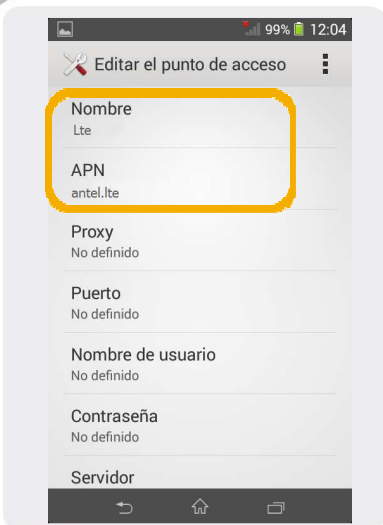 99% 12:04
Editar el punto de acceso
Nombre
Lte
APN
antel.lte
Proxy
No definido
Puerto
No definido
Nombre de usuario
No definido
Contraseña
No definido
Servidor